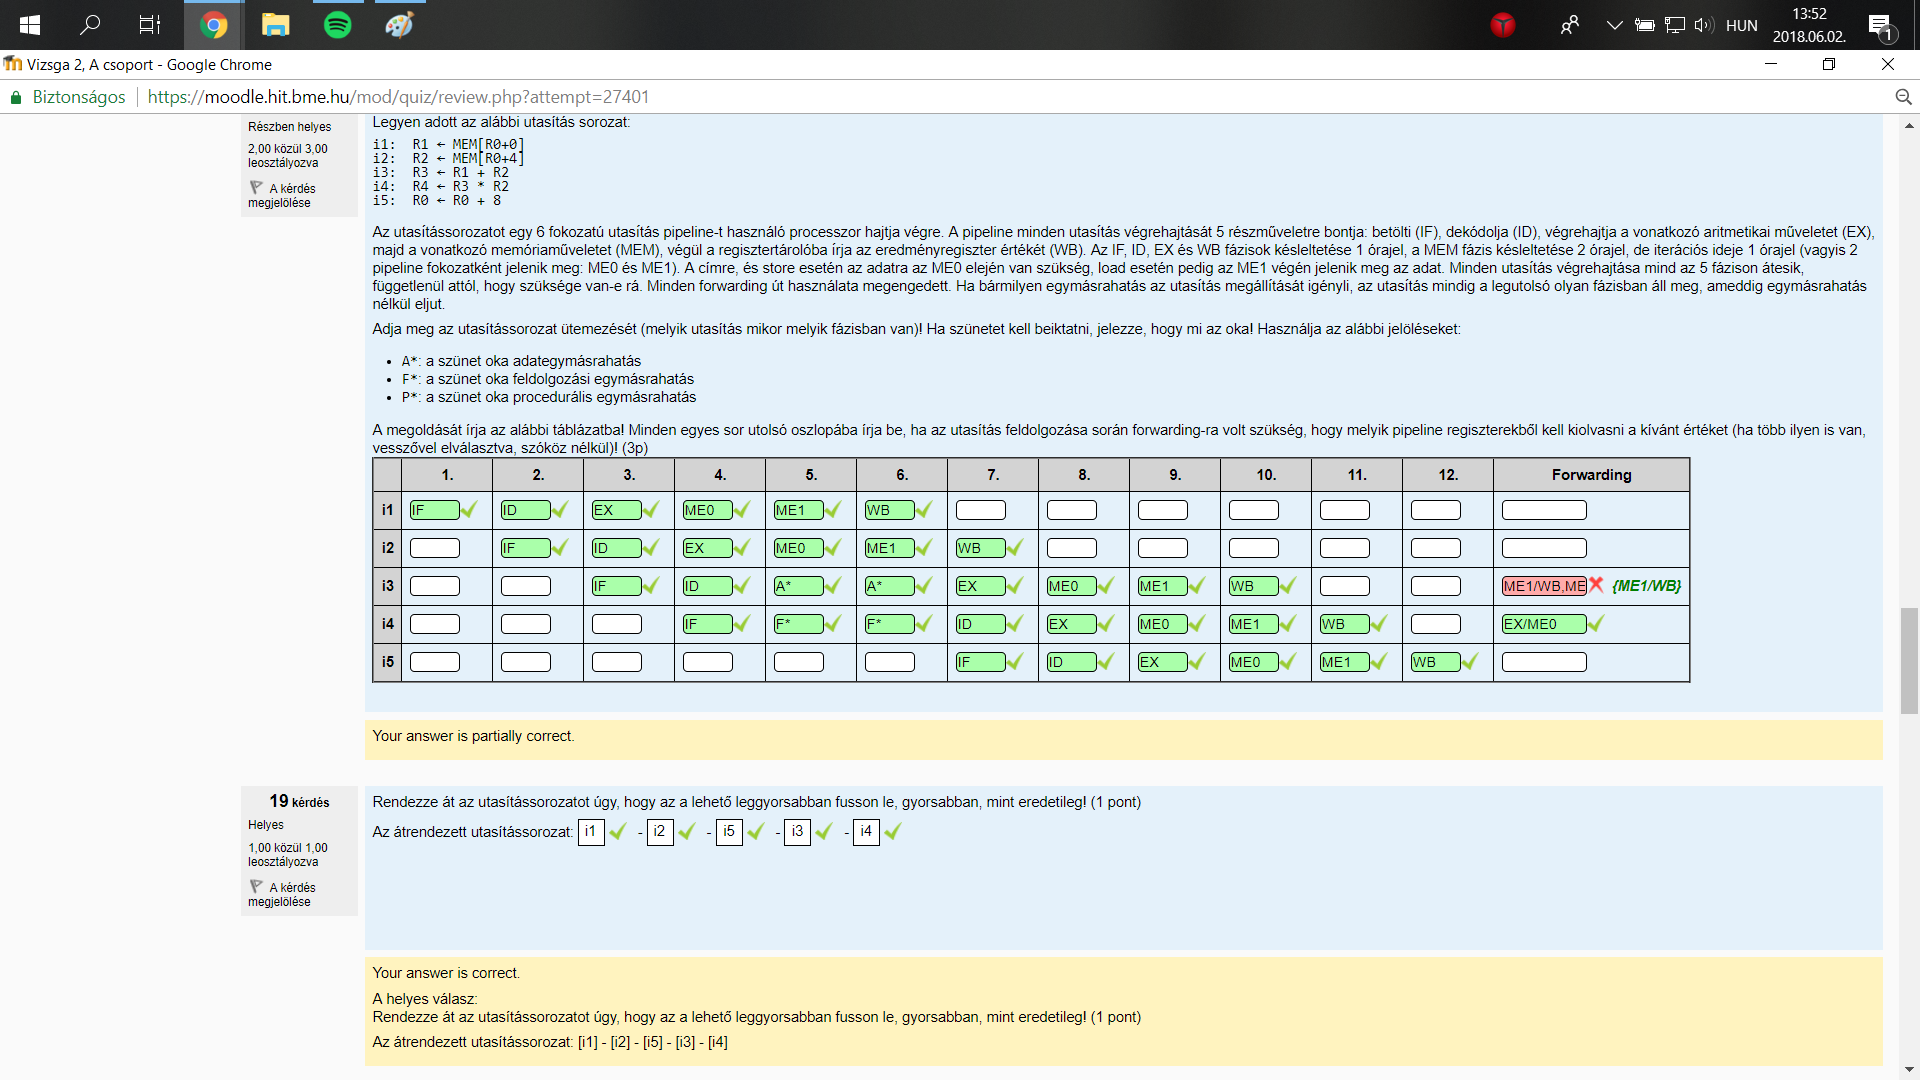 HUN
13:52
2018.06.02.
1
Vizsga 2, A csoport - Google Chrome
Biztonságos
https://moodle.hit.bme.hu/mod/quiz/review.php?attempt=27401
Részben helyes
2,00 közül 3,00
leosztályozva
A kérdés
megjelölése
Legyen adott az alábbi utasítás sorozat:
i1: R1 ← MEM[R0+0]
i2: R2 ← MEM[R0+4]
i3: R3 ← R1 + R2
i4: R4 ← R3 * R2
i5: R0 ← R0 + 8
Az utasítássorozatot egy 6 fokozatú utasítás pipeline-t használó processzor hajtja végre. A pipeline minden utasítás végrehajtását 5 részműveletre bontja: betölti (IF), dekódolja (ID), végrehajtja a vonatkozó aritmetikai műveletet (EX),
majd a vonatkozó memóriaműveletet (MEM), végül a regisztertárolóba írja az eredményregiszter értékét (WB). Az IF, ID, EX és WB fázisok késleltetése 1 órajel, a MEM fázis késleltetése 2 órajel, de iterációs ideje 1 órajel (vagyis 2
pipeline fokozatként jelenik meg: ME0 és ME1). A címre, és store esetén az adatra az ME0 elején van szükség, load esetén pedig az ME1 végén jelenik meg az adat. Minden utasítás végrehajtása mind az 5 fázison átesik,
függetlenül attól, hogy szüksége van-e rá. Minden forwarding út használata megengedett. Ha bármilyen egymásrahatás az utasítás megállítását igényli, az utasítás mindig a legutolsó olyan fázisban áll meg, ameddig egymásrahatás
nélkül eljut.
Adja meg az utasítássorozat ütemezését (melyik utasítás mikor melyik fázisban van)! Ha szünetet kell beiktatni, jelezze, hogy mi az oka! Használja az alábbi jelöléseket:
• A*: a szünet oka adategymásrahatás
• F*: a szünet oka feldolgozási egymásrahatás
• P*: a szünet oka procedurális egymásrahatás
A megoldását írja az alábbi táblázatba! Minden egyes sor utolsó oszlopába írja be, ha az utasítás feldolgozása során forwarding-ra volt szükség, hogy melyik pipeline regiszterekből kell kiolvasni a kívánt értéket (ha több ilyen is van,
vesszővel elválasztva, szóköz nélkül)! (3p)
1. 2. 3. 4. 5. 6. 7. 8. 9. 10. 11. 12. Forwarding
i1 IF ID EX ME0 ME1 WB
i2 IF ID EX ME0 ME1 WB
i3 IF ID A* A* EX ME0 ME1 WB ME1/WB,ME {ME1/WB}
i4 IF F* F* ID EX ME0 ME1 WB EX/ME0
i5 IF ID EX ME0 ME1 WB
Your answer is partially correct.
19 kérdés
Helyes
1,00 közül 1,00
leosztályozva
A kérdés
megjelölése
Rendezze át az utasítássorozatot úgy, hogy az a lehető leggyorsabban fusson le, gyorsabban, mint eredetileg! (1 pont)
Az átrendezett utasítássorozat: i1 - i2 - i5 - i3 - i4
Your answer is correct.
A helyes válasz:
Rendezze át az utasítássorozatot úgy, hogy az a lehető leggyorsabban fusson le, gyorsabban, mint eredetileg! (1 pont)
Az átrendezett utasítássorozat: [i1] - [i2] - [i5] - [i3] - [i4]